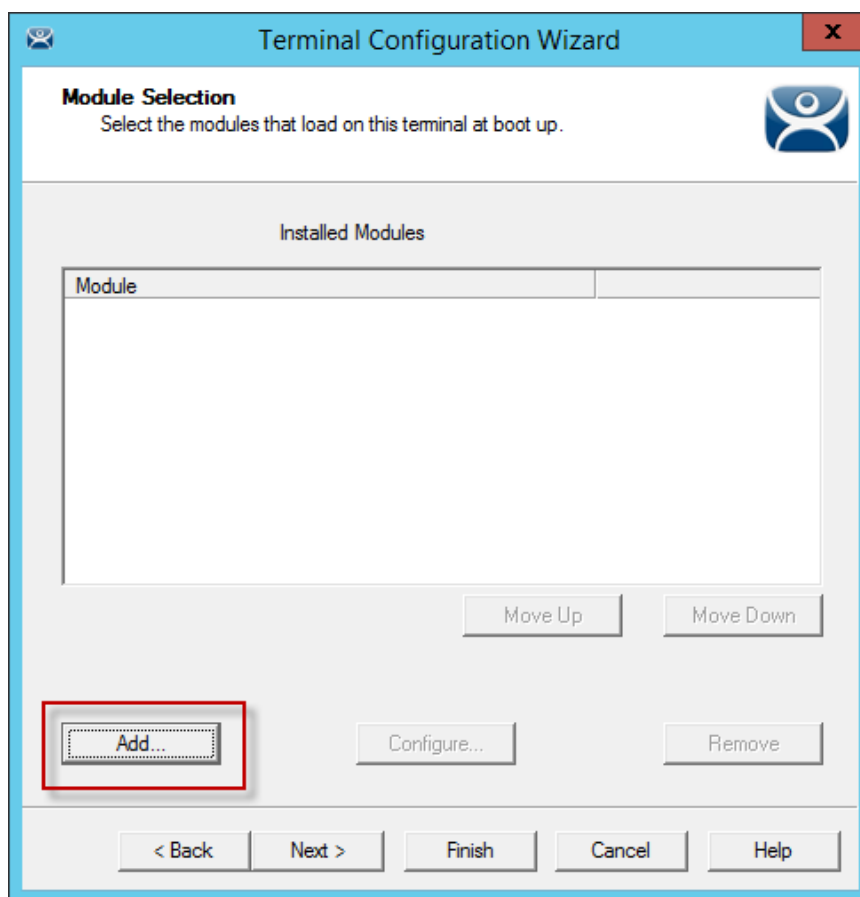 Terminal Configuration Wizard
x
Module Selection
Select the modules that load on this terminal at boot up.
Installed Modules
Module
Move Up Move Down
Add... Configure... Remove
< Back Next > Finish Cancel Help